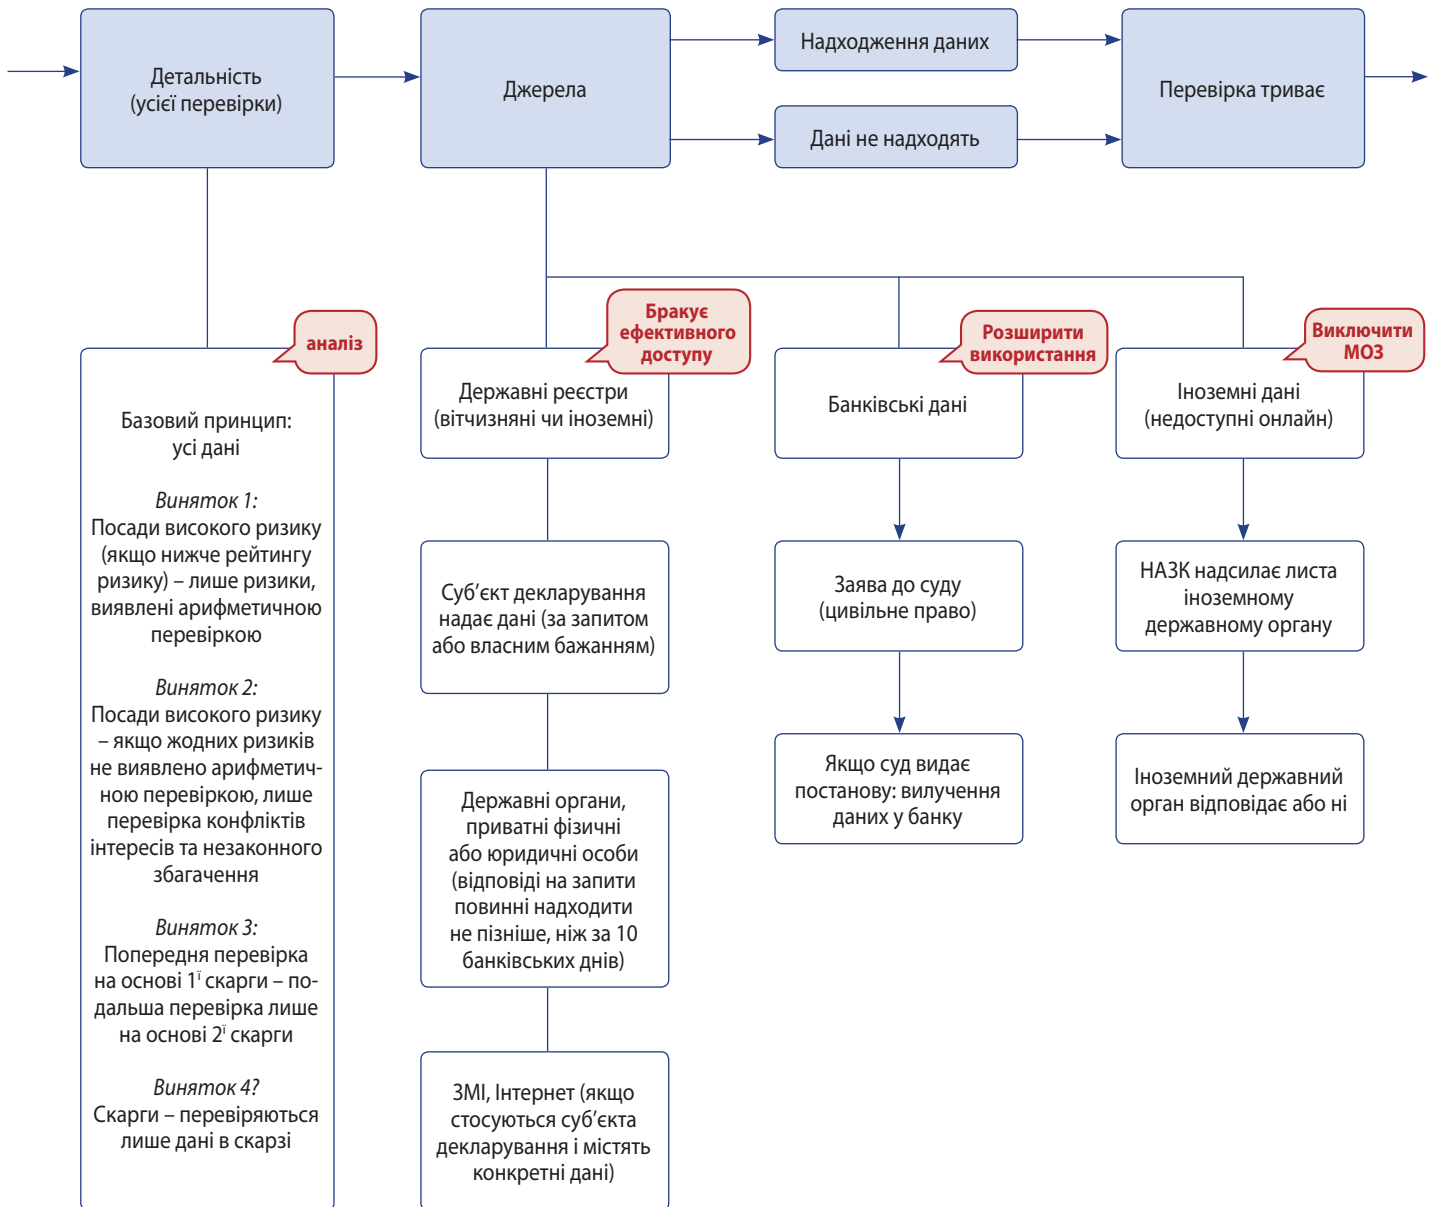 Детальність
(усієї перевірки)
Джерела
Надходження даних
Дані не надходять
Перевірка триває
аналіз
Базовий принцип:
усі дані
Виняток 1:
Посади високого ризику
(якщо нижче рейтингу
ризику) – лише ризики,
виявлені арифметичною
перевіркою
Виняток 2:
Посади високого ризику
– якщо жодних ризиків
не виявлено арифметич-
ною перевіркою, лише
перевірка конфліктів
інтересів та незаконного
збагачення
Виняток 3:
Попередня перевірка
на основі 1ї скарги – по-
дальша перевірка лише
на основі 2ї скарги
Виняток 4?
Скарги – перевіряються
лише дані в скарзі
Бракує
ефективного
доступу
Державні реєстри
(вітчизняні чи іноземні)
Суб’єкт декларування
надає дані (за запитом
або власним бажанням)
Державні органи,
приватні фізичні
або юридичні особи
(відповіді на запити
повинні надходити
не пізніше, ніж за 10
банківських днів)
ЗМІ, Інтернет (якщо
стосуються суб’єкта
декларування і містять
конкретні дані)
Розширити
використання
Банківські дані
Заява до суду
(цивільне право)
Якщо суд видає
постанову: вилучення
даних у банку
Виключити
МОЗ
Іноземні дані
(недоступні онлайн)
НАЗК надсилає листа
іноземному
державному органу
Іноземний державний
орган відповідає або ні